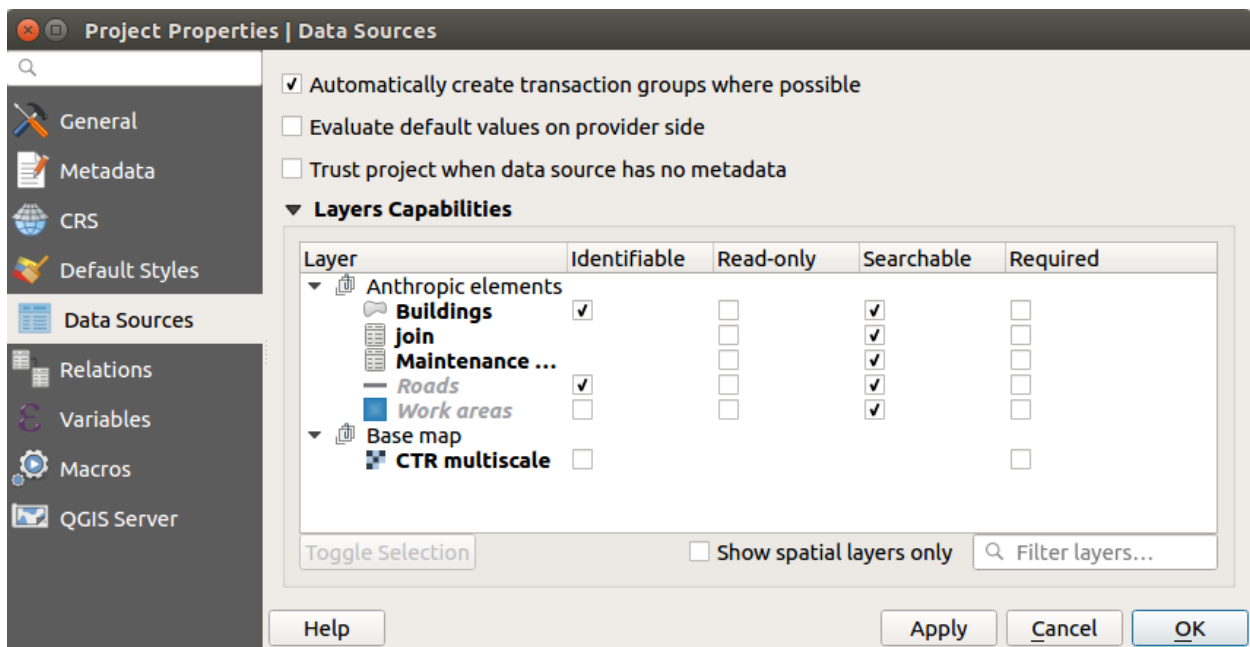 Project Properties | Data Sources
General
Metadata
CRS
Default Styles
Data Sources
Relations
Variables
Macros
QGIS Server
Automatically create transaction groups where possible
Evaluate default values on provider side
Trust project when data source has no metadata
Layers Capabilities
Layer Identifiable Read-only Searchable Required
Anthropic elements
Buildings
join
Maintenance ...
Roads
Work areas
Base map
CTR multiscale
Toggle Selection Show spatial layers only Filter layers...
Help Apply Cancel OK